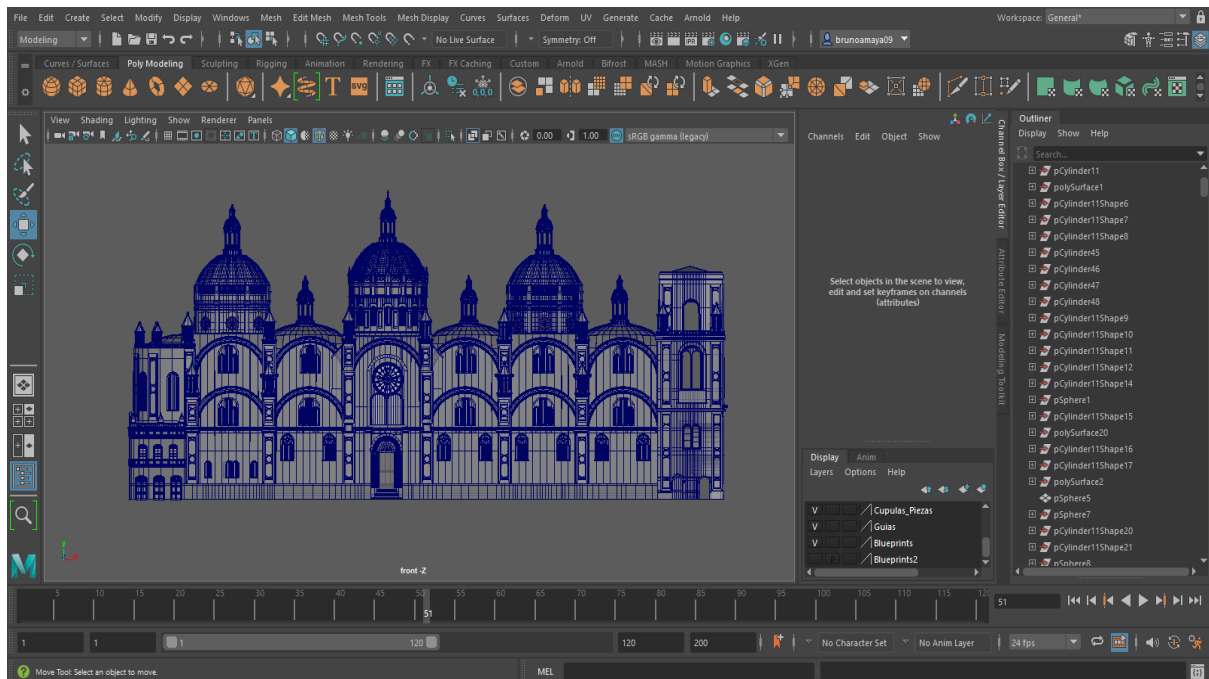 File Edit Create Select Modify Display Windows Mesh Edit Mesh Mesh Tools Mesh Display Curves Surfaces Deform UV Generate Cache Arnold Help Workspace: General*
Modeling No Live Surface Symmetry: Off brunoamaya09
Curves / Surfaces Poly Modeling Sculpting Rigging Animation Rendering FX FX Caching Custom Arnold Bifrost MASH Motion Graphics XGen
T SVG 0,0,0
View Shading Lighting Show Renderer Panels
0.00 1.00 sRGB gamma (legacy)
front -Z
y
x
Channels Edit Object Show
Select objects in the scene to view,
edit and set keyframes on channels
(attributes)
Channel Box / Layer Editor
Attribute Editor
Modeling Toolkit
Display Anim
Layers Options Help
V Cupulas_Piezas
V Guias
V Blueprints
P Blueprints2
Outliner
Display Show Help
Search...
pCylinder11
polySurface1
pCylinder11Shape6
pCylinder11Shape7
pCylinder11Shape8
pCylinder45
pCylinder46
pCylinder47
pCylinder48
pCylinder11Shape9
pCylinder11Shape10
pCylinder11Shape11
pCylinder11Shape12
pCylinder11Shape14
pSphere1
pCylinder11Shape15
polySurface20
pCylinder11Shape16
pCylinder11Shape17
polySurface2
pSphere5
pSphere7
pCylinder11Shape20
pCylinder11Shape21
pSphere8
5 10 15 20 25 30 35 40 45 50 55 60 65 70 75 80 85 90 95 100 105 110 115 120
51 51
1 1 1 120 120 200 No Character Set No Anim Layer 24 fps
Move Tool: Select an object to move. MEL